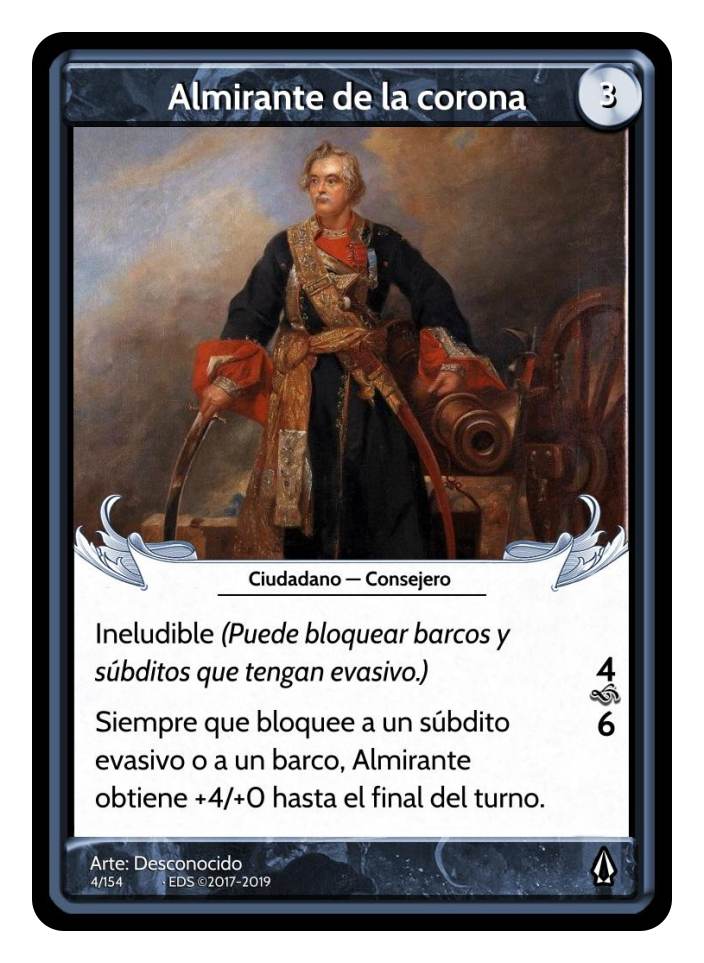 Almirante de la corona
3
Ciudadano — Consejero
Ineludible (Puede bloquear barcos y
súbditos que tengan evasivo.)
4
6
Siempre que bloquee a un súbdito
evasivo o a un barco, Almirante
obtiene +4/+0 hasta el final del turno.
Arte: Desconocido
4/154 · EDS ©2017-2019